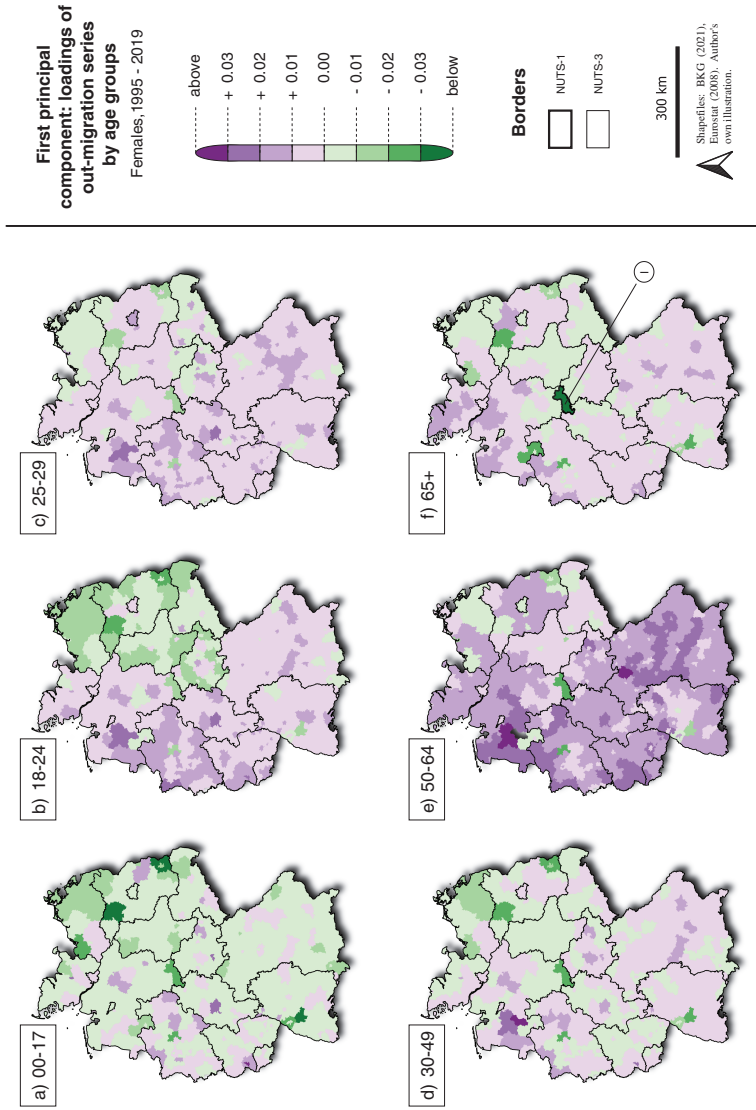 a) 00-17
b) 18-24
c) 25-29
d) 30-49
e) 50-64
f) 65+
I
First principal
component: loadings of
out-migration series
by age groups
Females, 1995 - 2019
above
+ 0.03
+ 0.02
+ 0.01
0.00
- 0.01
- 0.02
- 0.03
below
Borders
NUTS-1
NUTS-3
300 km
Shapefiles: BKG (2021),
Eurostat (2008). Author's
own illustration.